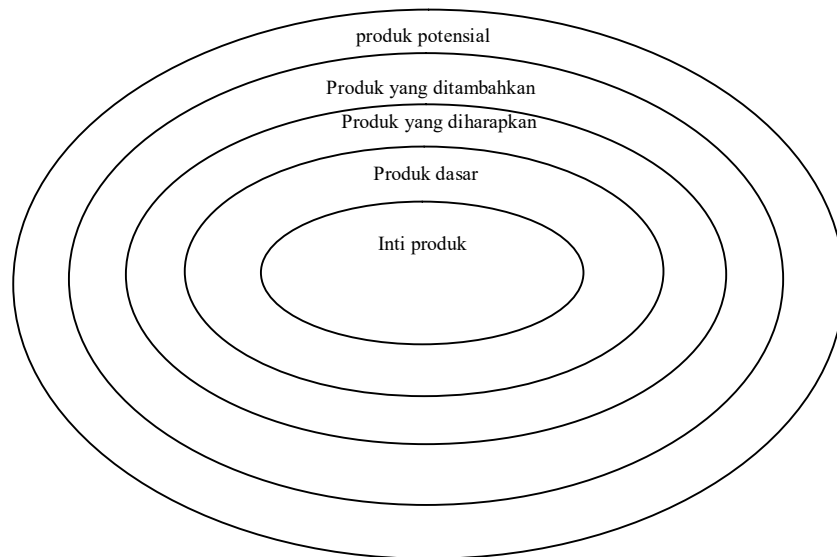 produk potensial
Produk yang ditambahkan
Produk yang diharapkan
Produk dasar
Inti produk